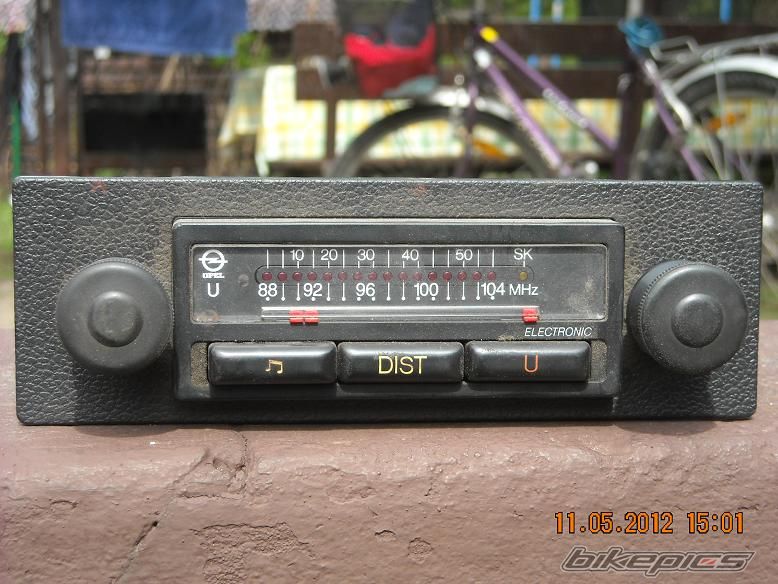 10 20 30 40 50 SK
OPEL
U 88 92 96 100 104 MHz
ELECTRONIC
DIST U
11.05.2012 15:01
bikepics